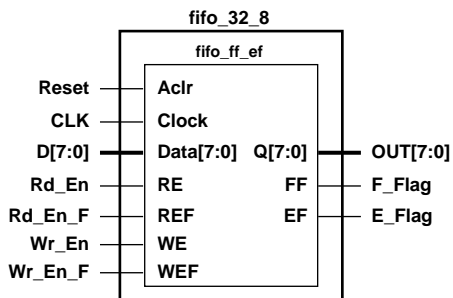 fifo_32_8
fifo_ff_ef
Reset Aclr
CLK Clock
D[7:0] Data[7:0] Q[7:0] OUT[7:0]
Rd_En RE FF F_Flag
Rd_En_F REF EF E_Flag
Wr_En WE
Wr_En_F WEF